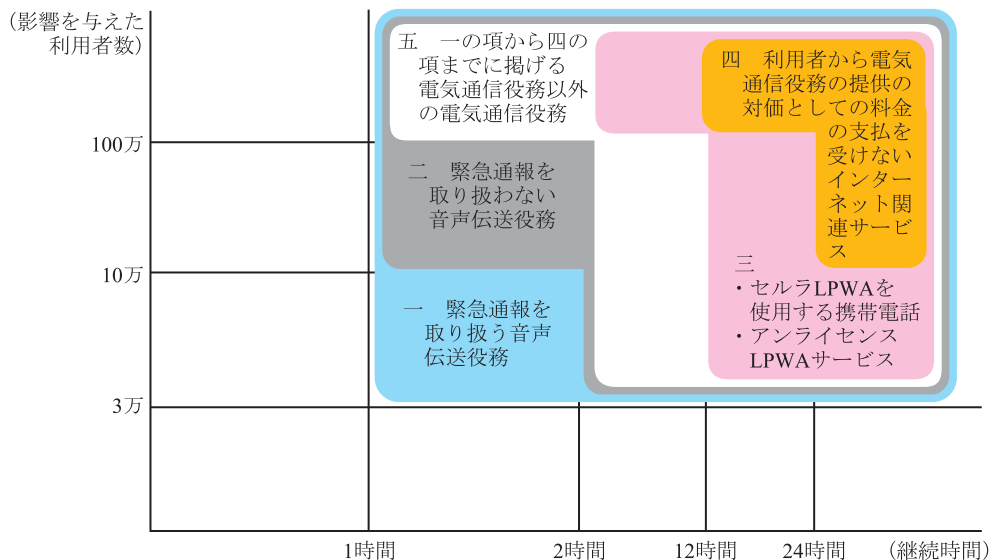 （影響を与えた
利用者数）
100万
10万
3万
五　一の項から四の
項までに掲げる
電気通信役務以外
の電気通信役務
二　緊急通報を
取り扱わない
音声伝送役務
一　緊急通報を
取り扱う音声
伝送役務
四　利用者から電気
通信役務の提供の
対価としての料金
の支払を
受けない
インター
ネット関
連サービ
ス
三
・セルラLPWAを
使用する携帯電話
・アンライセンス
LPWAサービス
1時間
2時間
12時間
24時間
（継続時間）